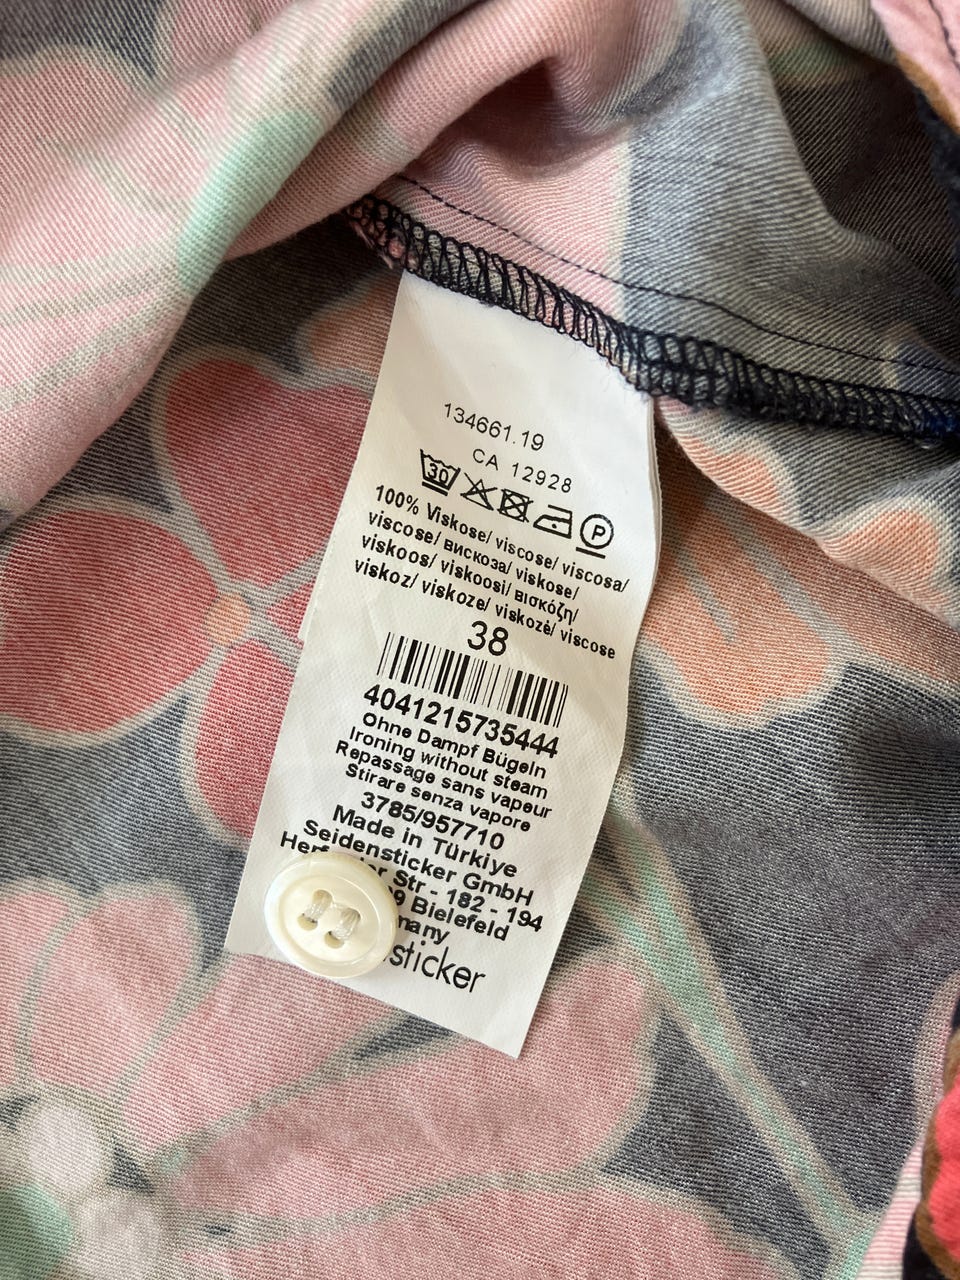 134661.19
CA 12928
30 P
100% Viskose/ viscose/ viscosa/
viscose/ вискоза/ viskose/
viskoos/ viskoosi/ βισκόζη/
viskoz/ viskoze/ viskozė/ viscose
38
4041215735444
Ohne Dampf Bügeln
Ironing without steam
Repassage sans vapeur
Stirare senza vapore
3785/957710
Made in Türkiye
Seidensticker GmbH
Str - 182 - 194
Bielefeld